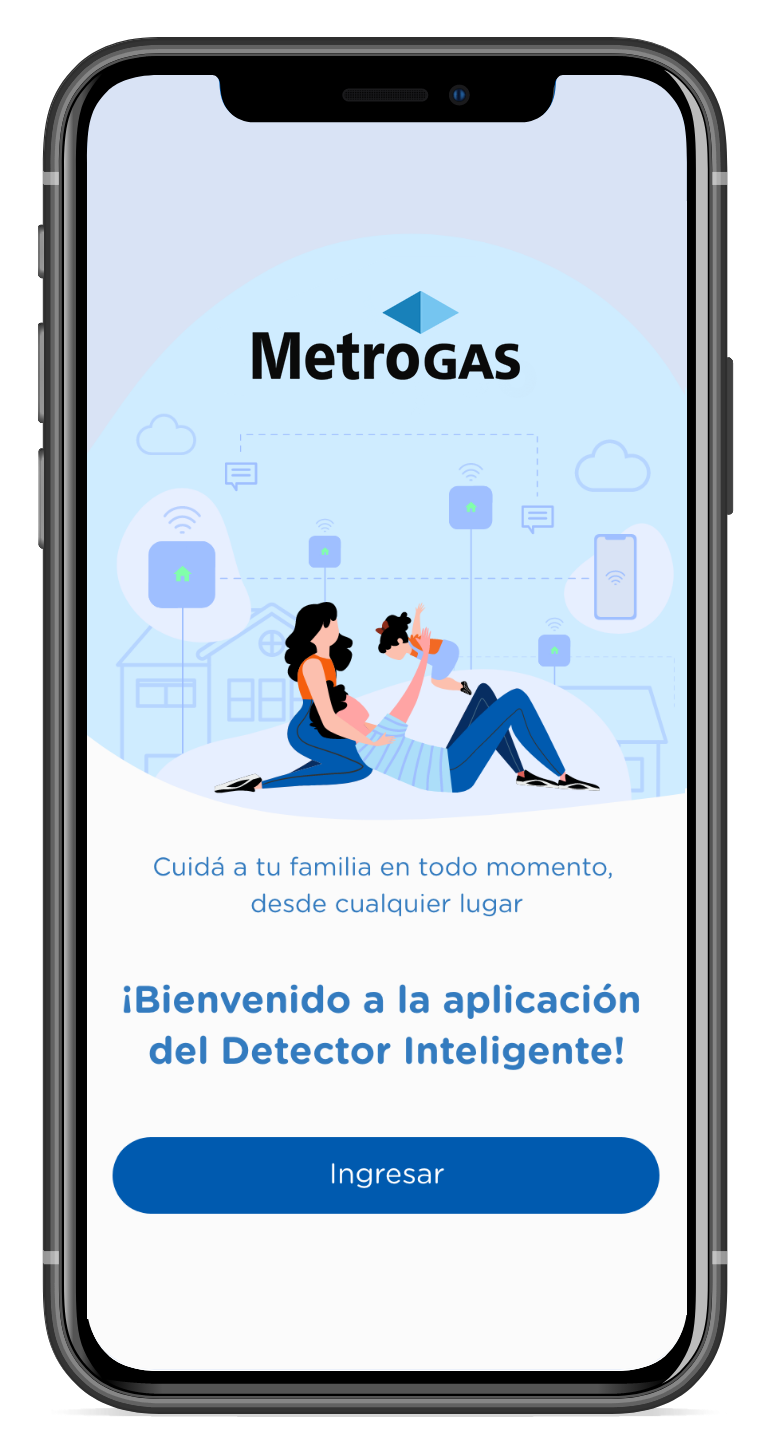 MetroGAS
Cuidá a tu familia en todo momento,
desde cualquier lugar
¡Bienvenido a la aplicación
del Detector Inteligente!
Ingresar